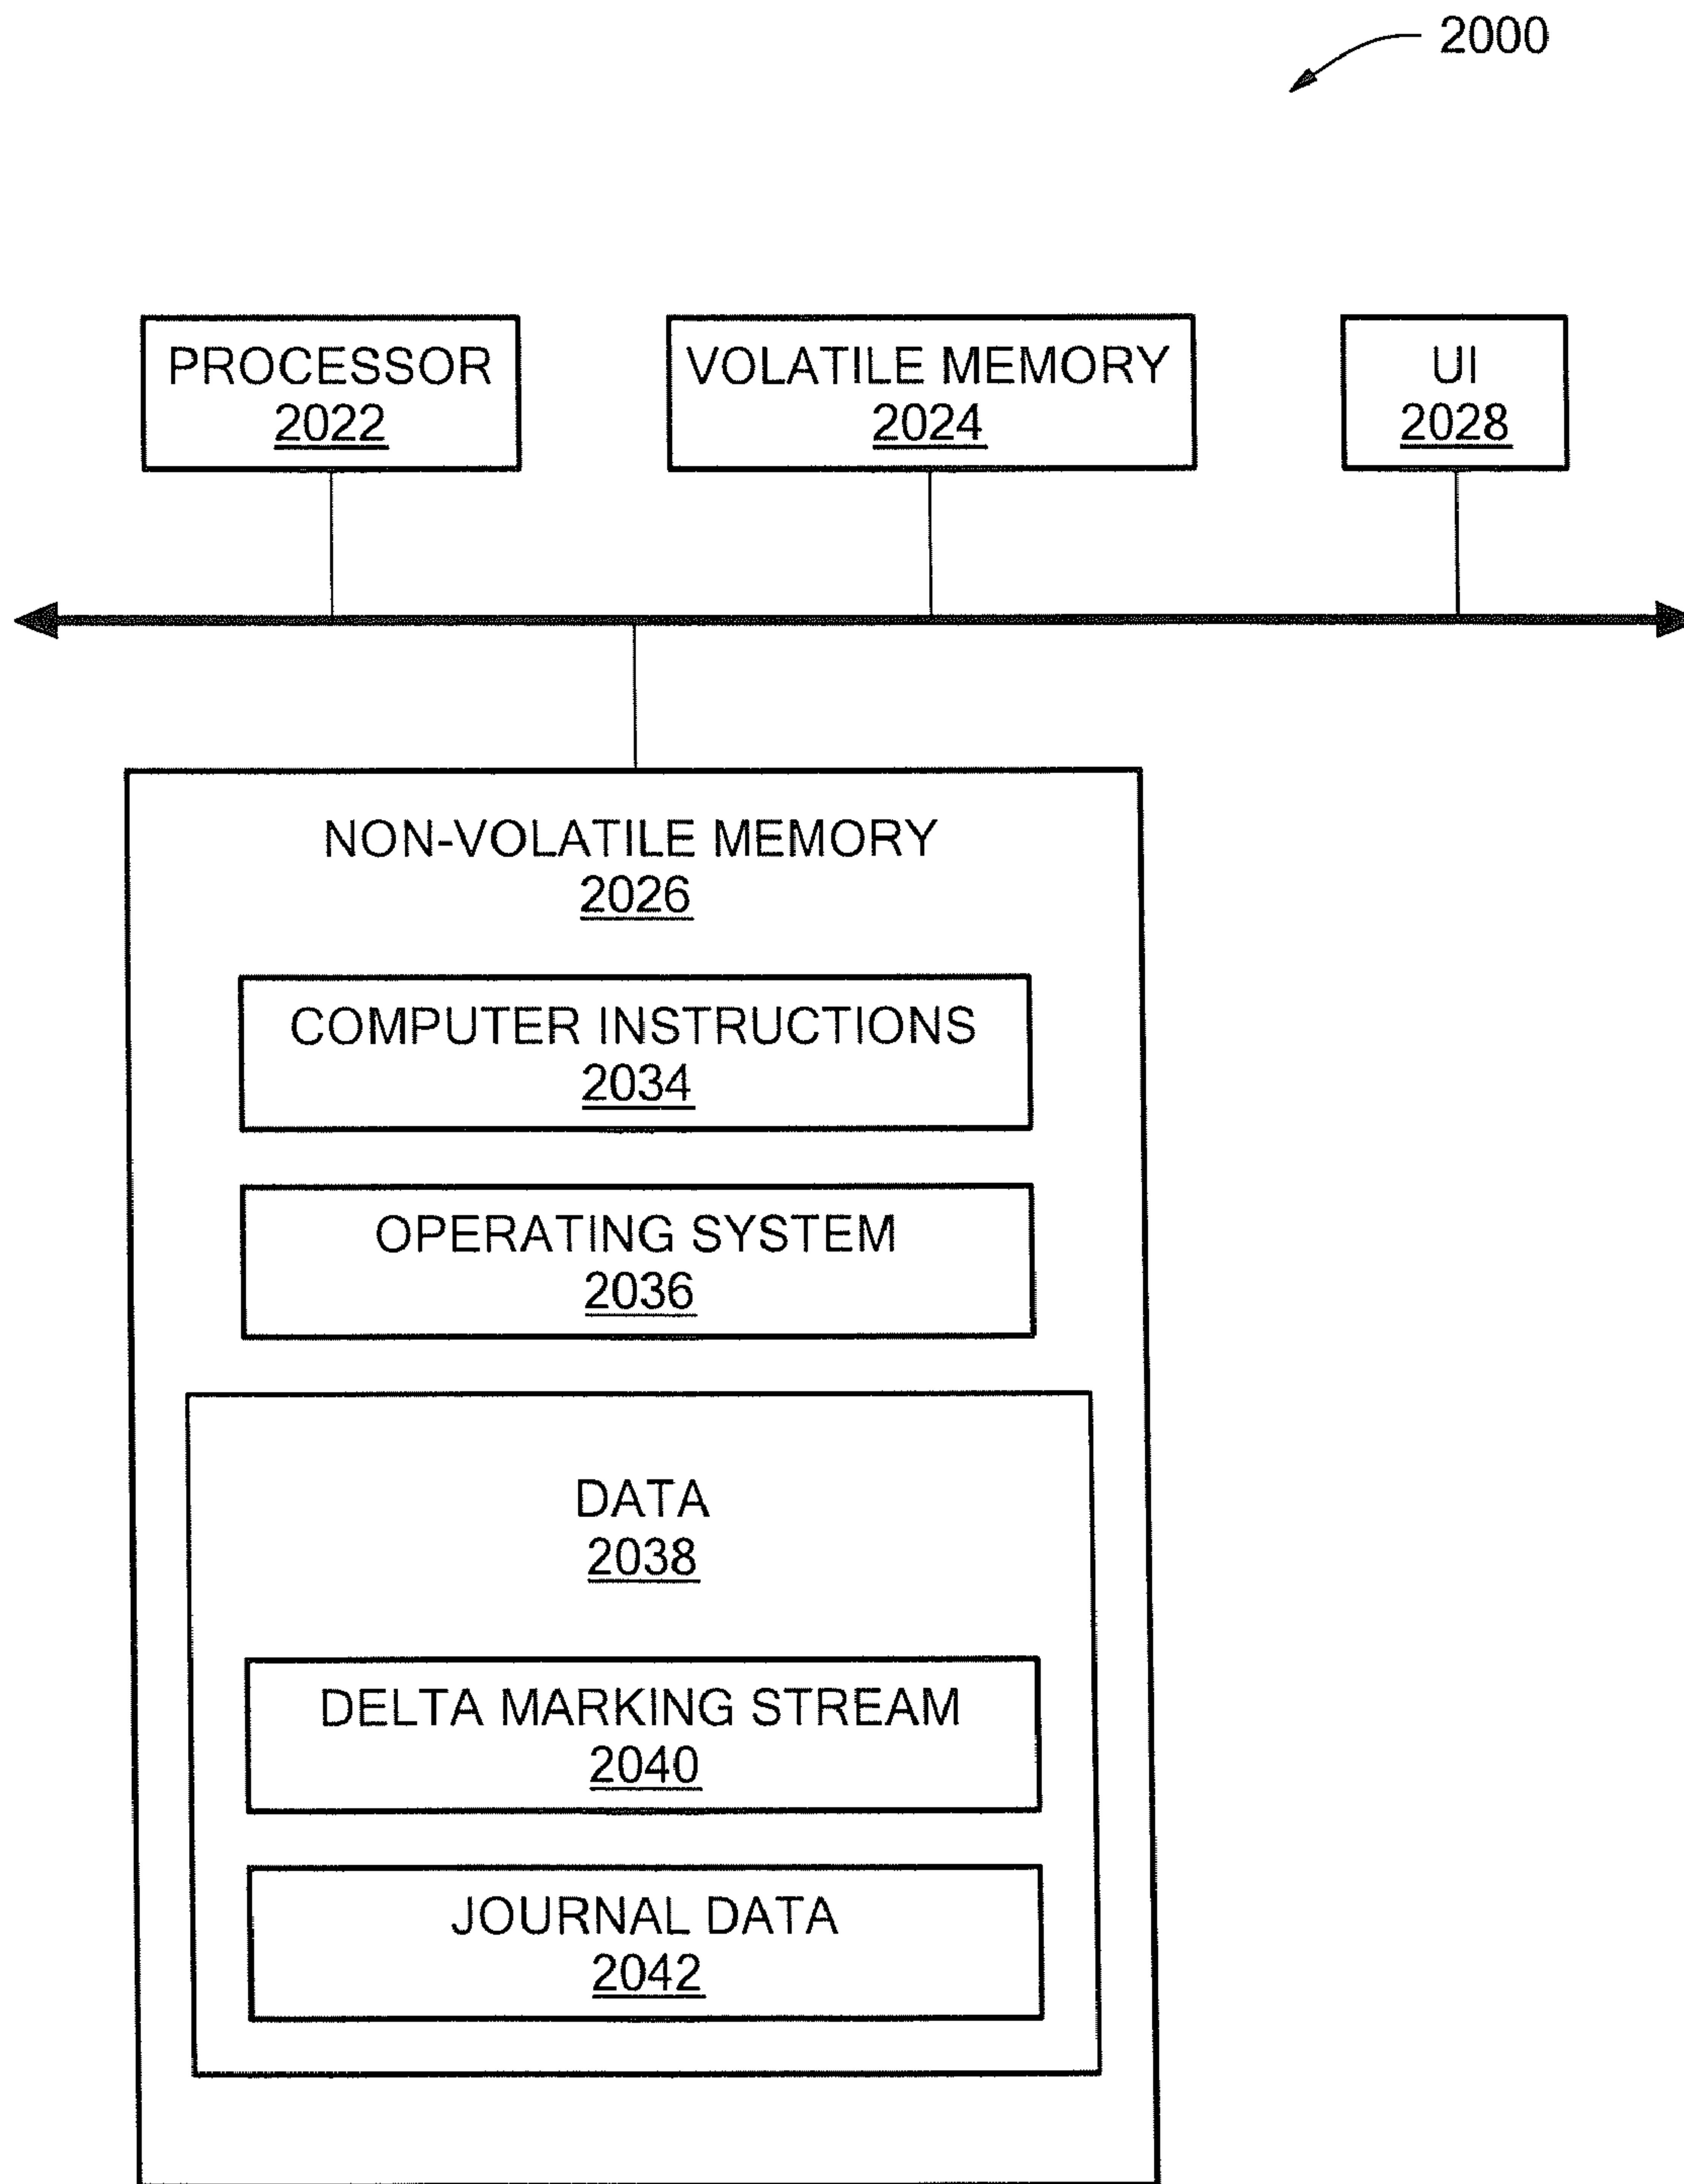 2000
PROCESSOR
2022
VOLATILE MEMORY
2024
UI
2028
NON-VOLATILE MEMORY
2026
COMPUTER INSTRUCTIONS
2034
OPERATING SYSTEM
2036
DATA
2038
DELTA MARKING STREAM
2040
JOURNAL DATA
2042